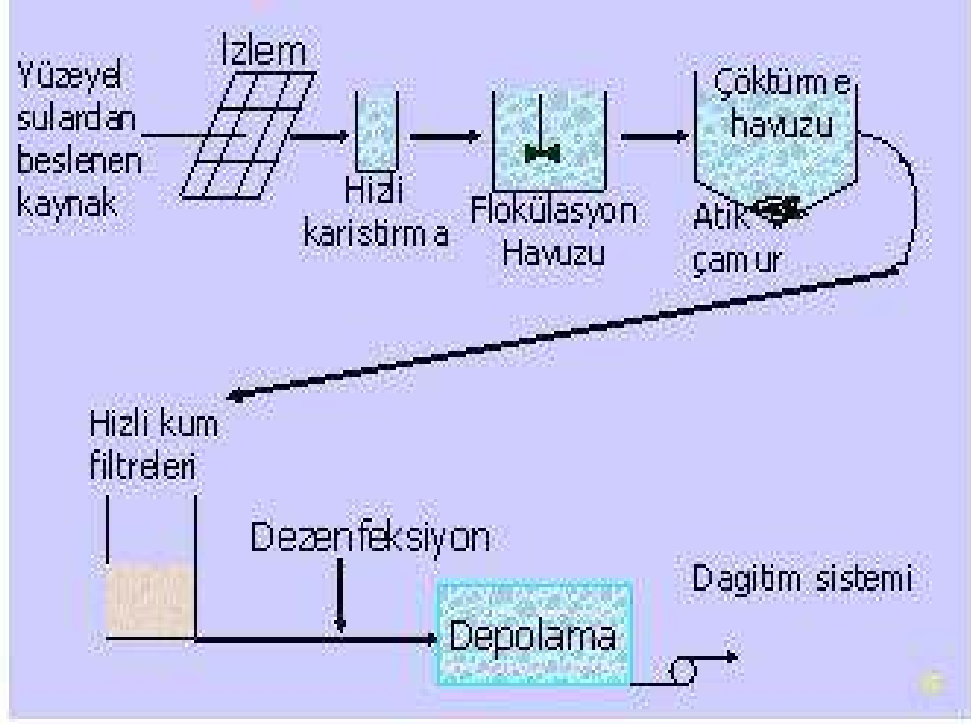 Yüzeyel
sulardan
beslenen
kaynak
Izlem
Hizli
karistirma
Flokülasyon
Havuzu
Çöktürme
havuzu
Atik
çamur
Hizli kum
filtreleri
Dezenfeksiyon
Depolama
Dagitim sistemi